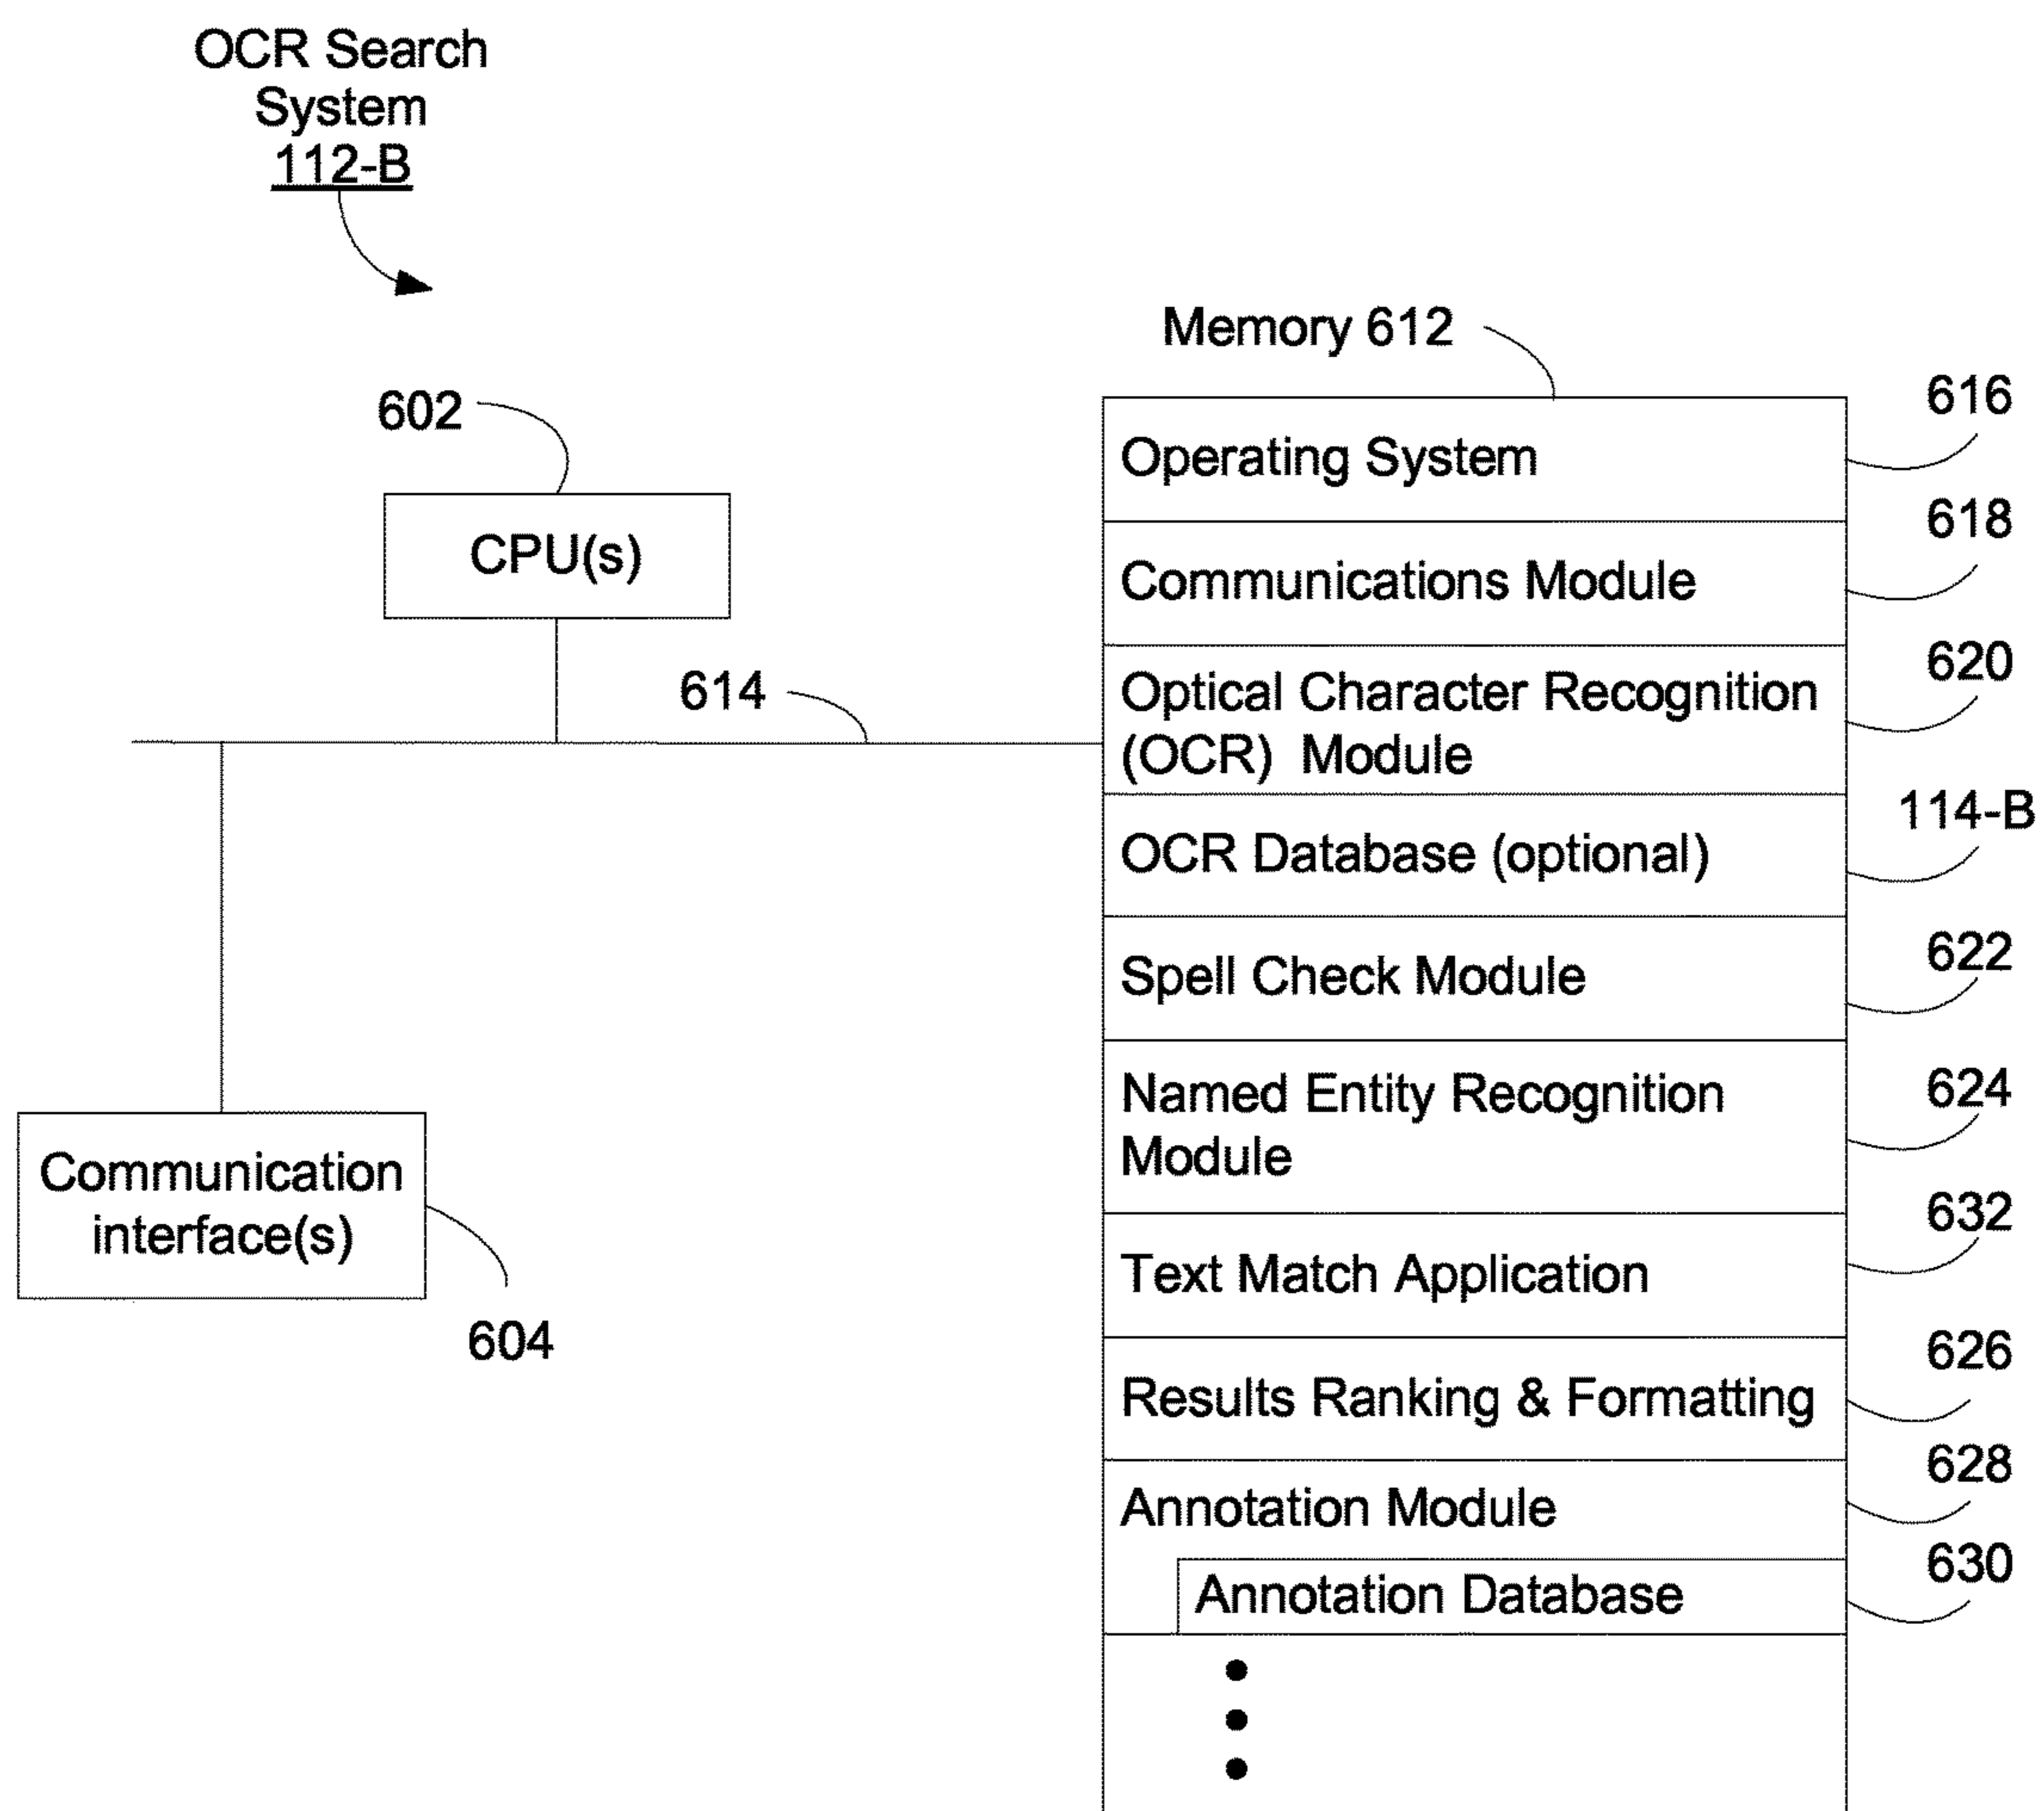 OCR Search
System
112-B
Memory 612
602
CPU(s)
614
Communication
interface(s)
604
Operating System
616
Communications Module
618
Optical Character Recognition
(OCR) Module
620
OCR Database (optional)
114-B
Spell Check Module
622
Named Entity Recognition
Module
624
Text Match Application
632
Results Ranking & Formatting
626
Annotation Module
628
Annotation Database
630